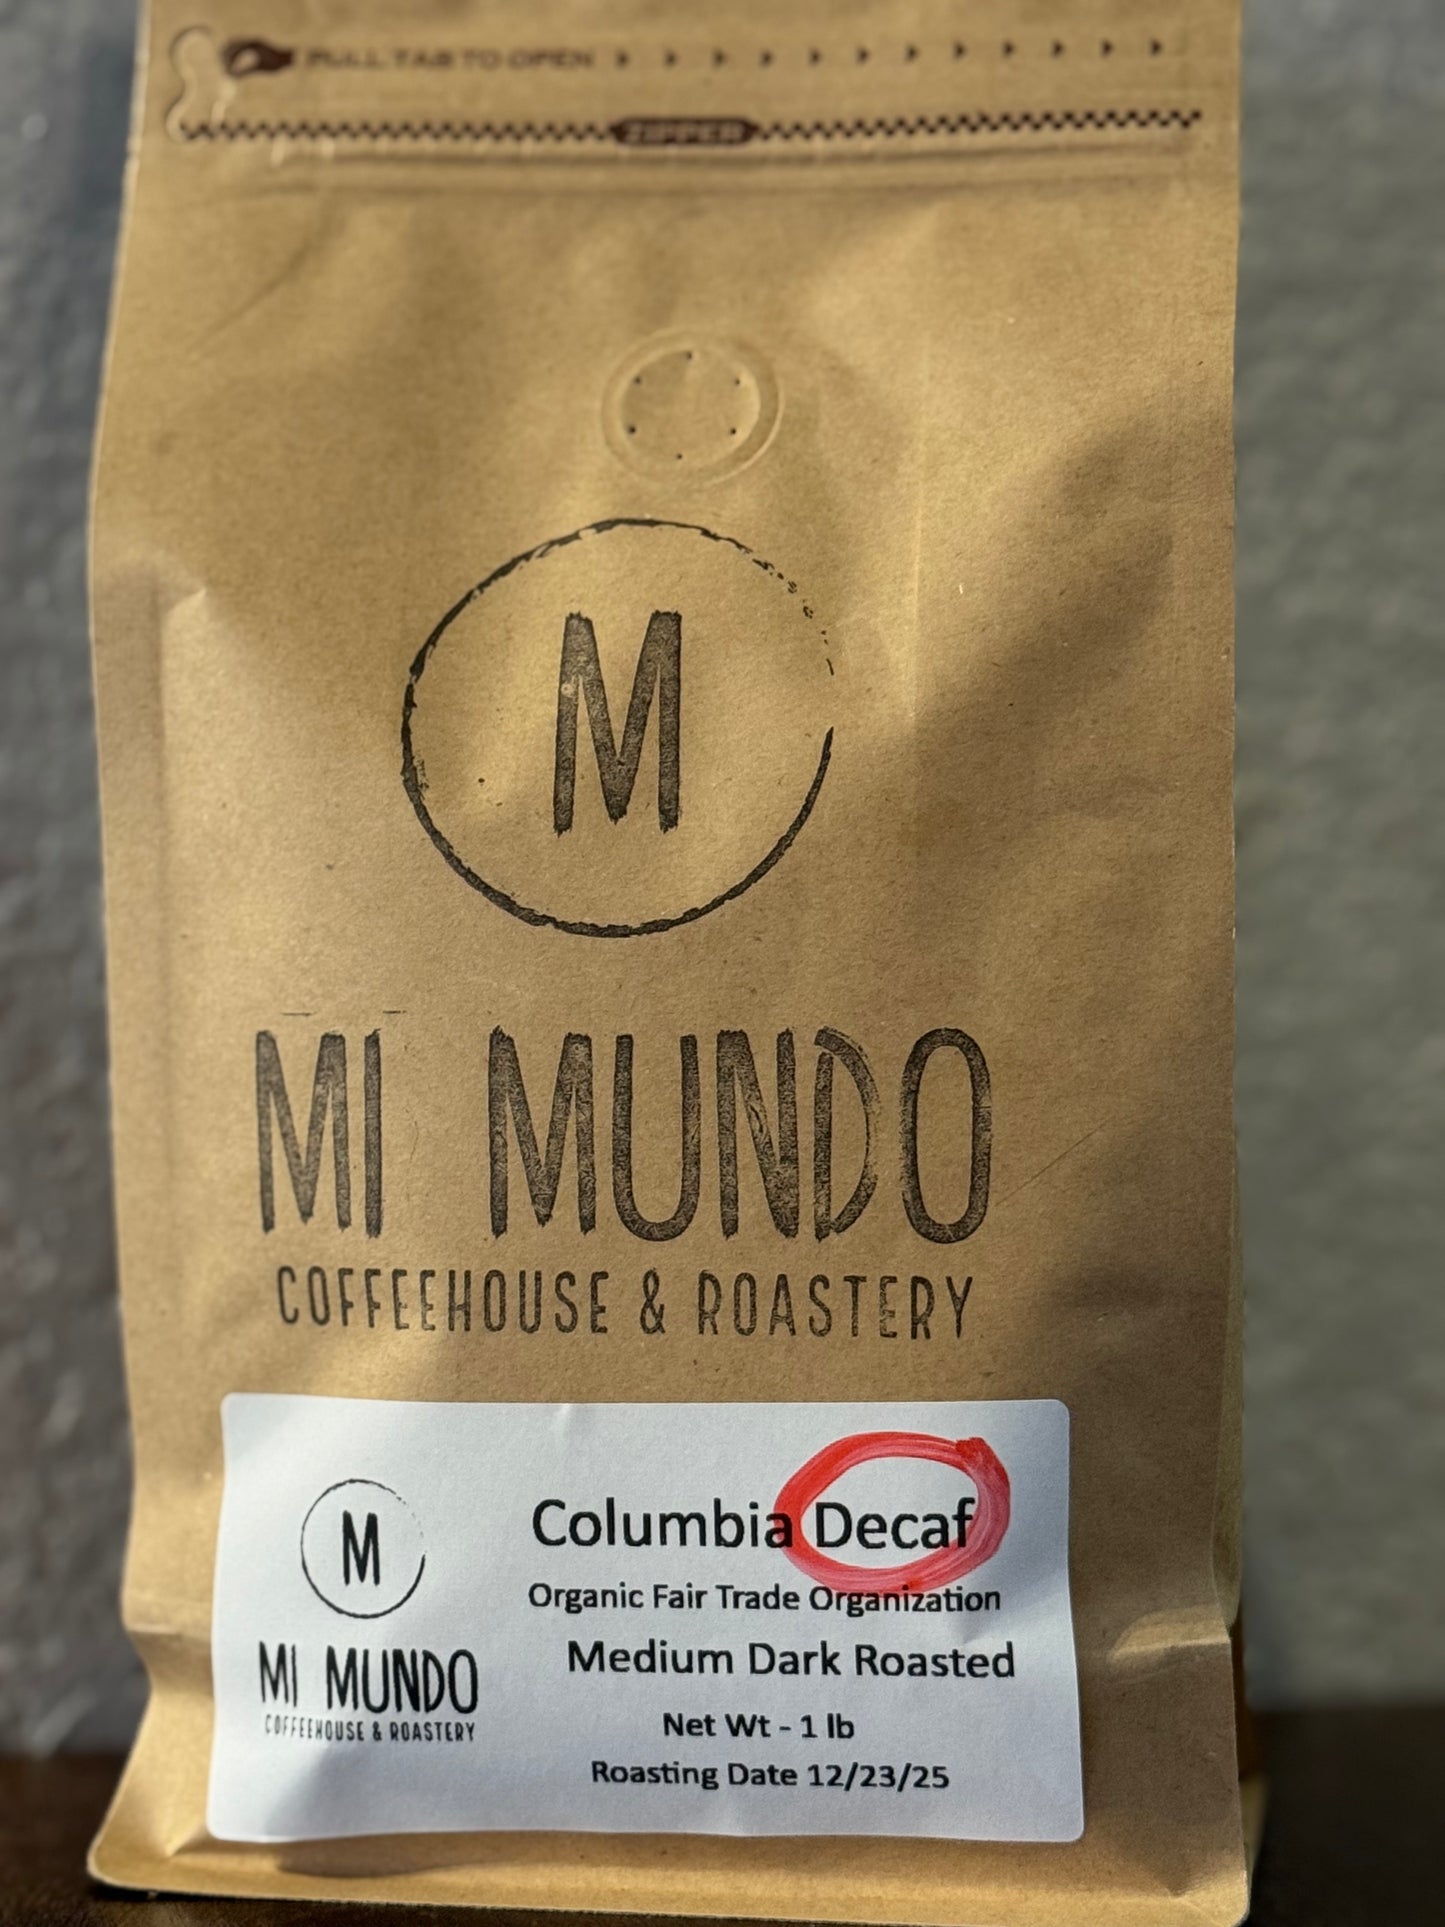 PULL TAB TO OPEN
ZIPPER
M
MI MUNDO
COFFEEHOUSE & ROASTERY
M
MI MUNDO
COFFEEHOUSE & ROASTERY
Columbia Decaf
Organic Fair Trade Organization
Medium Dark Roasted
Net Wt - 1 lb
Roasting Date 12/23/25